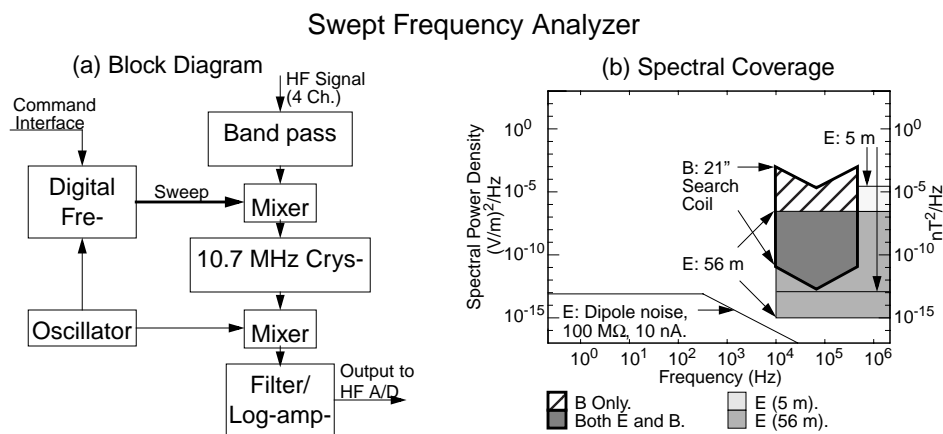 Swept Frequency Analyzer
(a) Block Diagram
HF Signal
(4 Ch.)
Command
Interface
Band pass
Digital
Fre-
Sweep
Mixer
10.7 MHz Crys-
Oscillator
Mixer
Filter/
Log-amp-
Output to
HF A/D
(b) Spectral Coverage
Spectral Power Density
(V/m)²/Hz
10⁰
10⁻⁵
10⁻¹⁰
10⁻¹⁵
B: 21”
Search
Coil
E: 56 m
E: 5 m
E: Dipole noise,
100 MΩ, 10 nA.
10⁰
10⁻⁵
10⁻¹⁰
10⁻¹⁵
nT²/Hz
10⁰ 10¹ 10² 10³ 10⁴ 10⁵ 10⁶
Frequency (Hz)
B Only.
Both E and B.
E (5 m).
E (56 m).